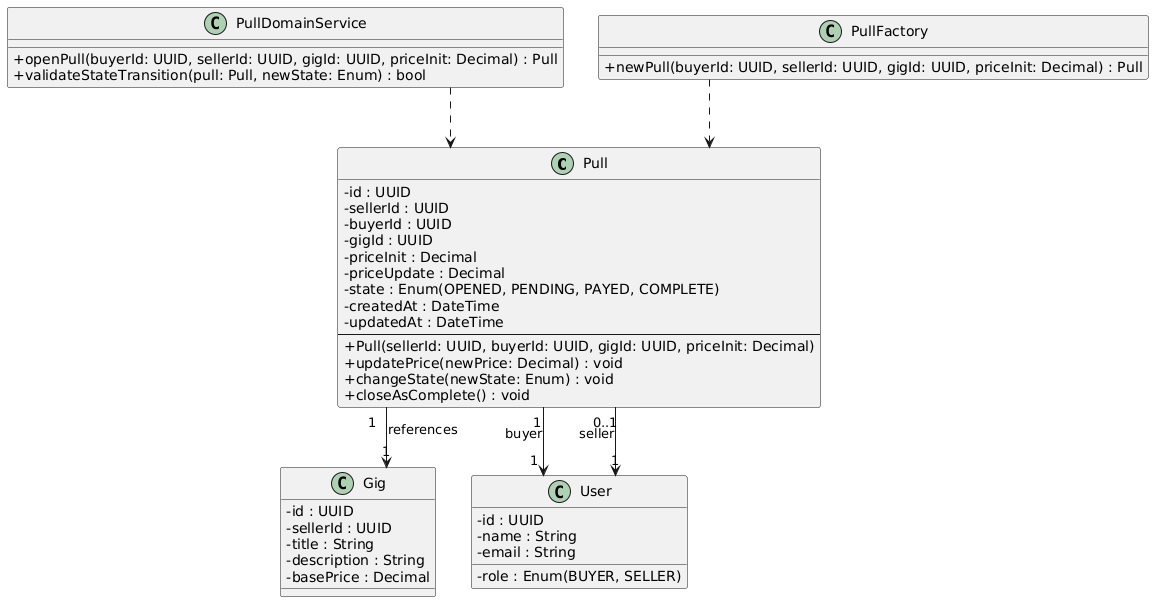 C PullDomainService
+openPull(buyerId: UUID, sellerId: UUID, gigId: UUID, priceInit: Decimal) : Pull
+validateStateTransition(pull: Pull, newState: Enum) : bool
C PullFactory
+newPull(buyerId: UUID, sellerId: UUID, gigId: UUID, priceInit: Decimal) : Pull
C Pull
-id : UUID
-sellerId : UUID
-buyerId : UUID
-gigId : UUID
-priceInit : Decimal
-priceUpdate : Decimal
-state : Enum(OPENED, PENDING, PAYED, COMPLETE)
-createdAt : DateTime
-updatedAt : DateTime
+Pull(sellerId: UUID, buyerId: UUID, gigId: UUID, priceInit: Decimal)
+updatePrice(newPrice: Decimal) : void
+changeState(newState: Enum) : void
+closeAsComplete() : void
1
references
1
1
buyer
1
0..1
seller
1
C Gig
-id : UUID
-sellerId : UUID
-title : String
-description : String
-basePrice : Decimal
C User
-id : UUID
-name : String
-email : String
-role : Enum(BUYER, SELLER)